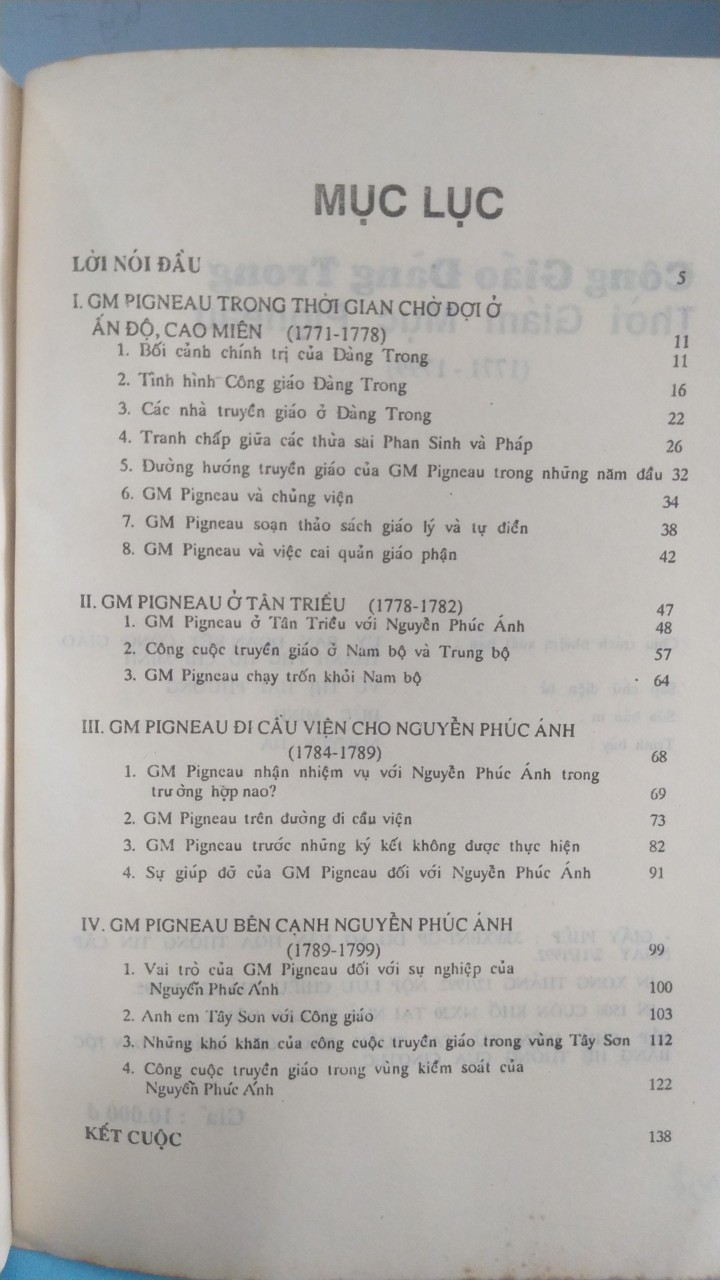 MỤC LỤC
LỜI NÓI ĐẦU 5
I. GM PIGNEAU TRONG THỜI GIAN CHỜ ĐỢI Ở
ẤN ĐỘ, CAO MIÊN (1771-1778) 11
1. Bối cảnh chính trị của Đàng Trong 11
2. Tình hình Công giáo Đàng Trong 16
3. Các nhà truyền giáo ở Đàng Trong 22
4. Tranh chấp giữa các thừa sai Phan Sinh và Pháp 26
5. Đường hướng truyền giáo của GM Pigneau trong những năm đầu 32
6. GM Pigneau và chủng viện 34
7. GM Pigneau soạn thảo sách giáo lý và tự điển 38
8. GM Pigneau và việc cai quản giáo phận 42
II. GM PIGNEAU Ở TÂN TRIỀU (1778-1782) 47
1. GM Pigneau ở Tân Triều với Nguyễn Phúc Ánh 48
2. Công cuộc truyền giáo ở Nam bộ và Trung bộ 57
3. GM Pigneau chạy trốn khỏi Nam bộ 64
III. GM PIGNEAU ĐI CẦU VIỆN CHO NGUYỄN PHÚC ÁNH
(1784-1789) 68
1. GM Pigneau nhận nhiệm vụ với Nguyễn Phúc Ánh trong
trường hợp nao? 69
2. GM Pigneau trên đường đi cầu viện 73
3. GM Pigneau trước những ký kết không được thực hiện 82
4. Sự giúp đỡ của GM Pigneau đối với Nguyễn Phúc Ánh 91
IV. GM PIGNEAU BÊN CẠNH NGUYỄN PHÚC ÁNH
(1789-1799) 99
1. Vai trò của GM Pigneau đối với sự nghiệp của
Nguyễn Phúc Ánh 100
2. Anh em Tây Sơn với Công giáo 103
3. Những khó khăn của công cuộc truyền giáo trong vùng Tây Sơn 112
4. Công cuộc truyền giáo trong vùng kiểm soát của
Nguyễn Phúc Ánh 122
KẾT CUỘC 138